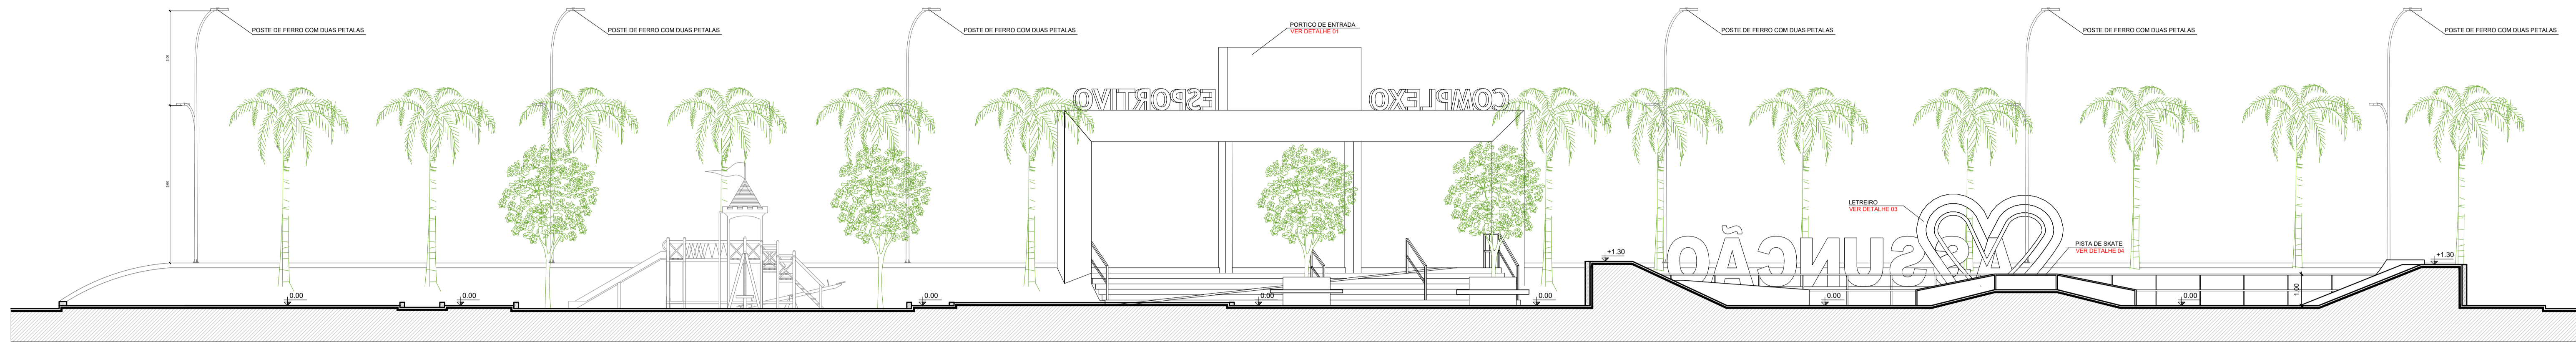 POSTE DE FERRO COM DUAS PETALAS
POSTE DE FERRO COM DUAS PETALAS
POSTE DE FERRO COM DUAS PETALAS
PORTICO DE ENTRADA
VER DETALHE 01
POSTE DE FERRO COM DUAS PETALAS
POSTE DE FERRO COM DUAS PETALAS
POSTE DE FERRO COM DUAS PETALAS
COMPLEXO ESPORTIVO
LETREIRO
VER DETALHE 03
ASSUNCÃO
PISTA DE SKATE
VER DETALHE 04
+1.30
+1.30
1.00
0.00
0.00
0.00
0.00
0.00
0.00
0.00